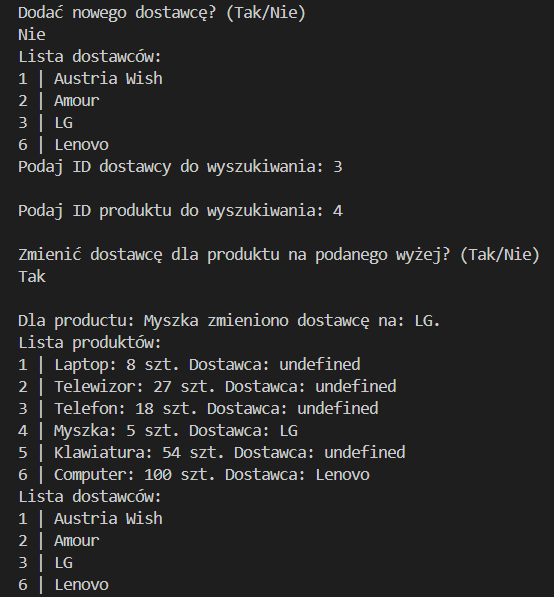 Dodać nowego dostawcę? (Tak/Nie)
Nie
Lista dostawców:
1 | Austria Wish
2 | Amour
3 | LG
6 | Lenovo
Podaj ID dostawcy do wyszukiwania: 3
Podaj ID produktu do wyszukiwania: 4
Zmienić dostawcę dla produktu na podanego wyżej? (Tak/Nie)
Tak
Dla productu: Myszka zmieniono dostawcę na: LG.
Lista produktów:
1 | Laptop: 8 szt. Dostawca: undefined
2 | Telewizor: 27 szt. Dostawca: undefined
3 | Telefon: 18 szt. Dostawca: undefined
4 | Myszka: 5 szt. Dostawca: LG
5 | Klawiatura: 54 szt. Dostawca: undefined
6 | Computer: 100 szt. Dostawca: Lenovo
Lista dostawców:
1 | Austria Wish
2 | Amour
3 | LG
6 | Lenovo